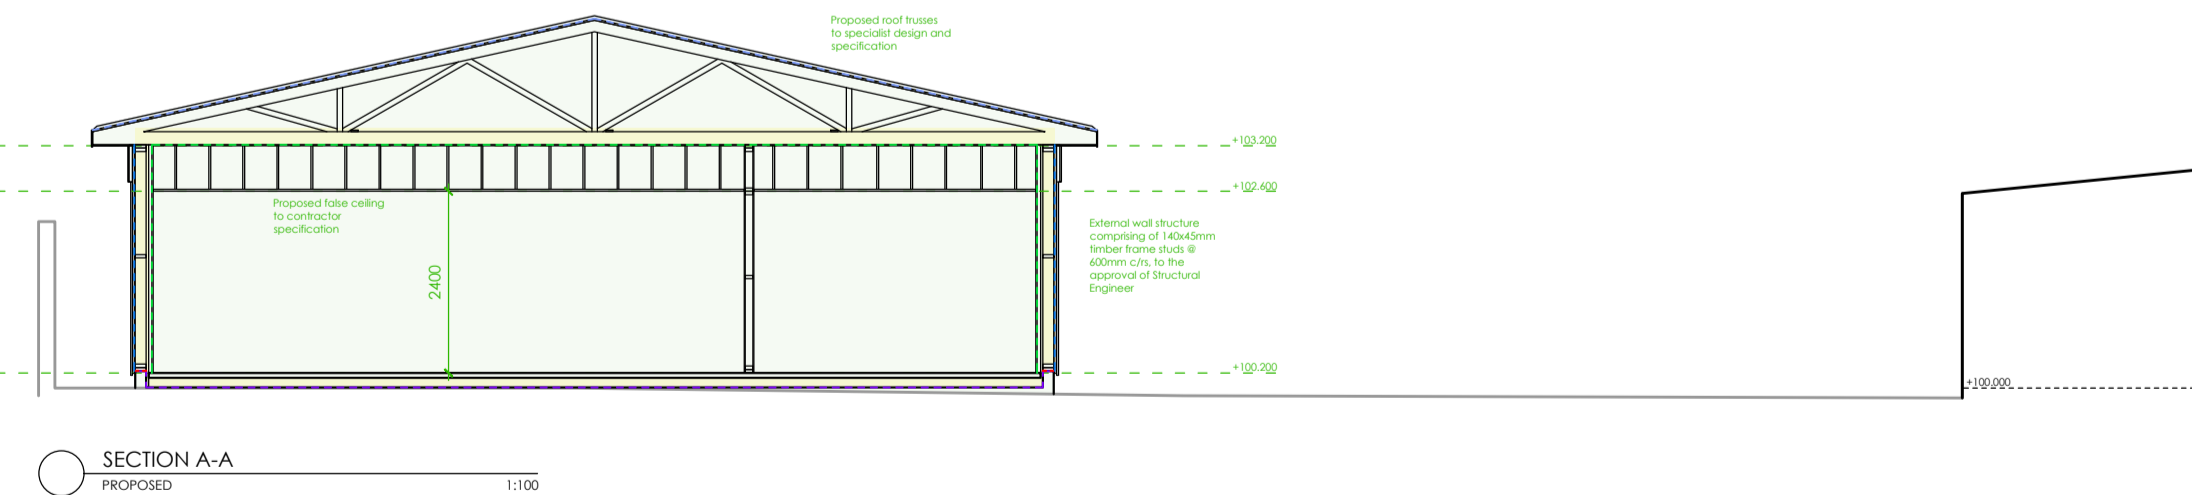 Proposed roof trusses
to specialist design and
specification
+103.200
+102.600
Proposed false ceiling
to contractor
specification
External wall structure
comprising of 140x45mm
timber frame studs @
600mm c/rs, to the
approval of Structural
Engineer
2400
+100.200
+100.000
SECTION A-A
PROPOSED
1:100